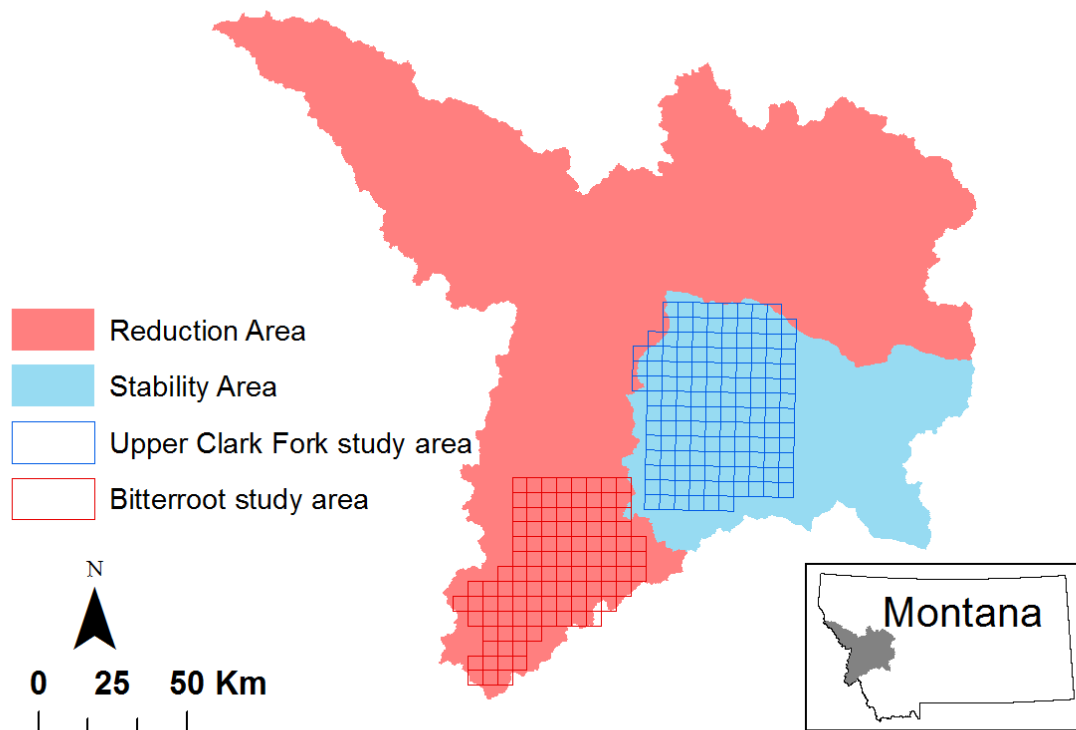 Reduction Area
Stability Area
Upper Clark Fork study area
Bitterroot study area
N
0 25 50 Km
Montana